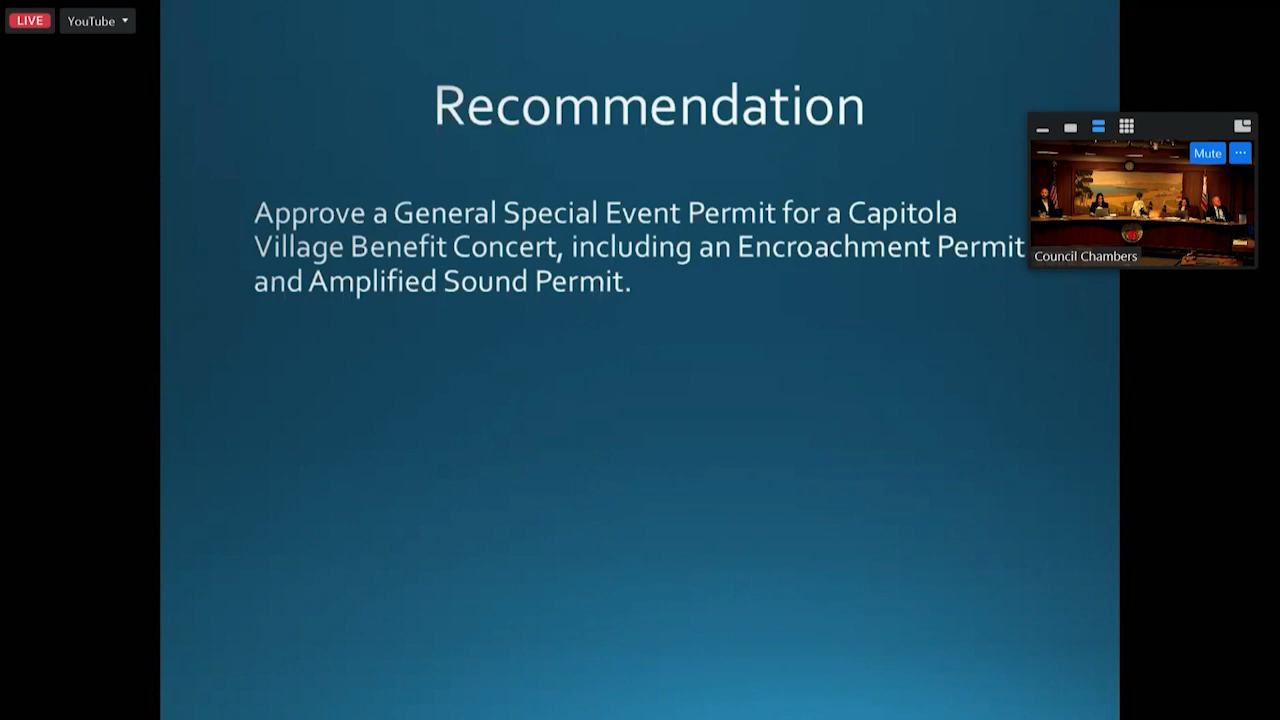 LIVE
YouTube
Recommendation
Approve a General Special Event Permit for a Capitola
Village Benefit Concert, including an Encroachment Permit
and Amplified Sound Permit.
Mute
Council Chambers